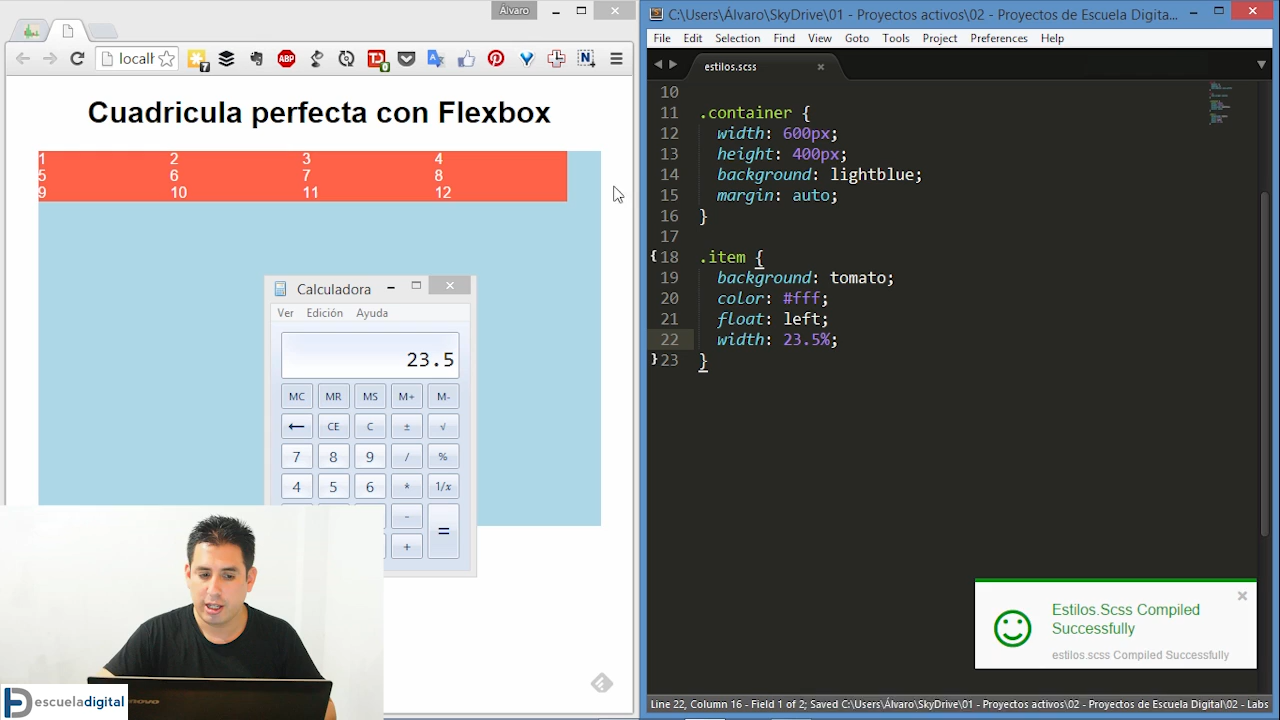 Álvaro
localh
7
ABP
9
N
Cuadricula perfecta con Flexbox
1 2 3 4
5 6 7 8
9 10 11 12
Calculadora
Ver Edición Ayuda
23.5
MC MR MS M+ M-
← CE C ± √
7 8 9 / %
4 5 6 * 1/x
- =
+
LENOVO
escueladigital
C:\Users\Álvaro\SkyDrive\01 - Proyectos activos\02 - Proyectos de Escuela Digita...
File Edit Selection Find View Goto Tools Project Preferences Help
estilos.scss
10
11 .container {
12 width: 600px;
13 height: 400px;
14 background: lightblue;
15 margin: auto;
16 }
17
18 .item {
19 background: tomato;
20 color: #fff;
21 float: left;
22 width: 23.5%;
23 }
Estilos.Scss Compiled
Successfully
estilos.scss Compiled Successfully
Line 22, Column 16 - Field 1 of 2; Saved C:\Users\Álvaro\SkyDrive\01 - Proyectos activos\02 - Proyectos de Escuela Digital\02 - Labs